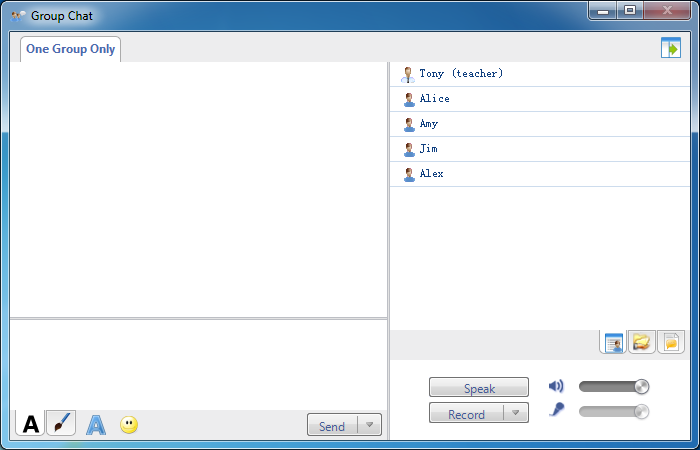 Group Chat
One Group Only
Tony (teacher)
Alice
Amy
Jim
Alex
A
A
Send
Speak
Record